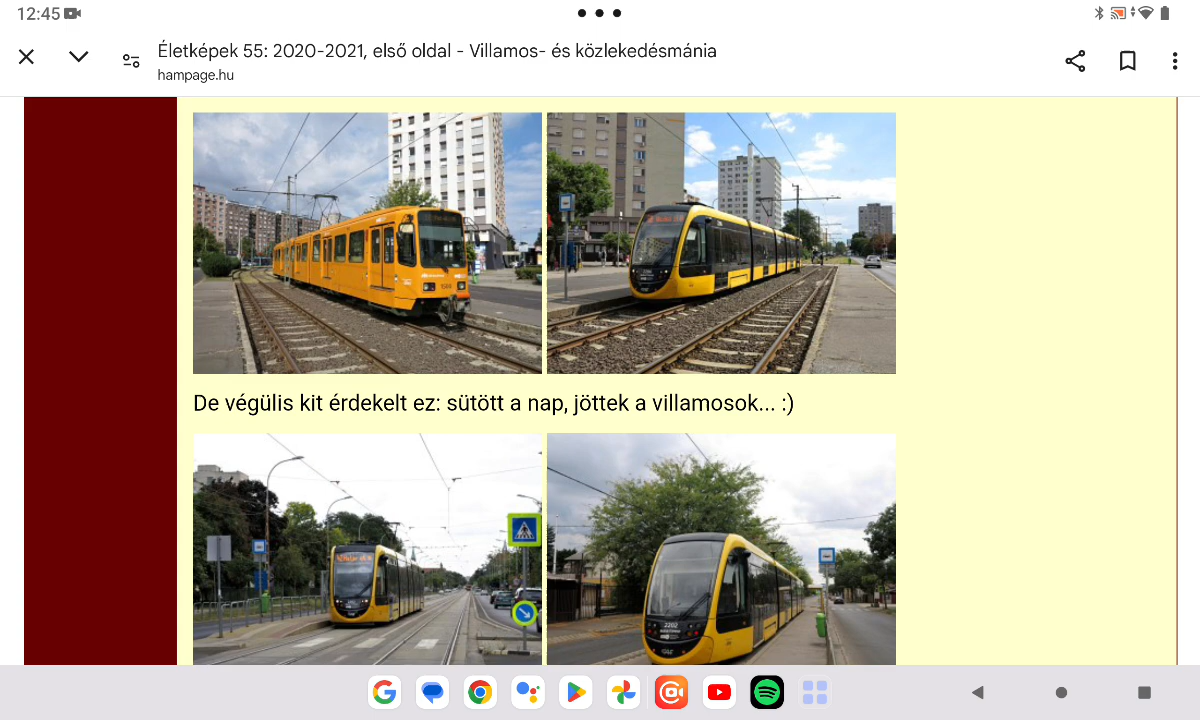 12:45
Életképek 55: 2020-2021, első oldal - Villamos- és közlekedésmánia
hampage.hu
De végülis kit érdekelt ez: sütött a nap, jöttek a villamosok... :)
2202